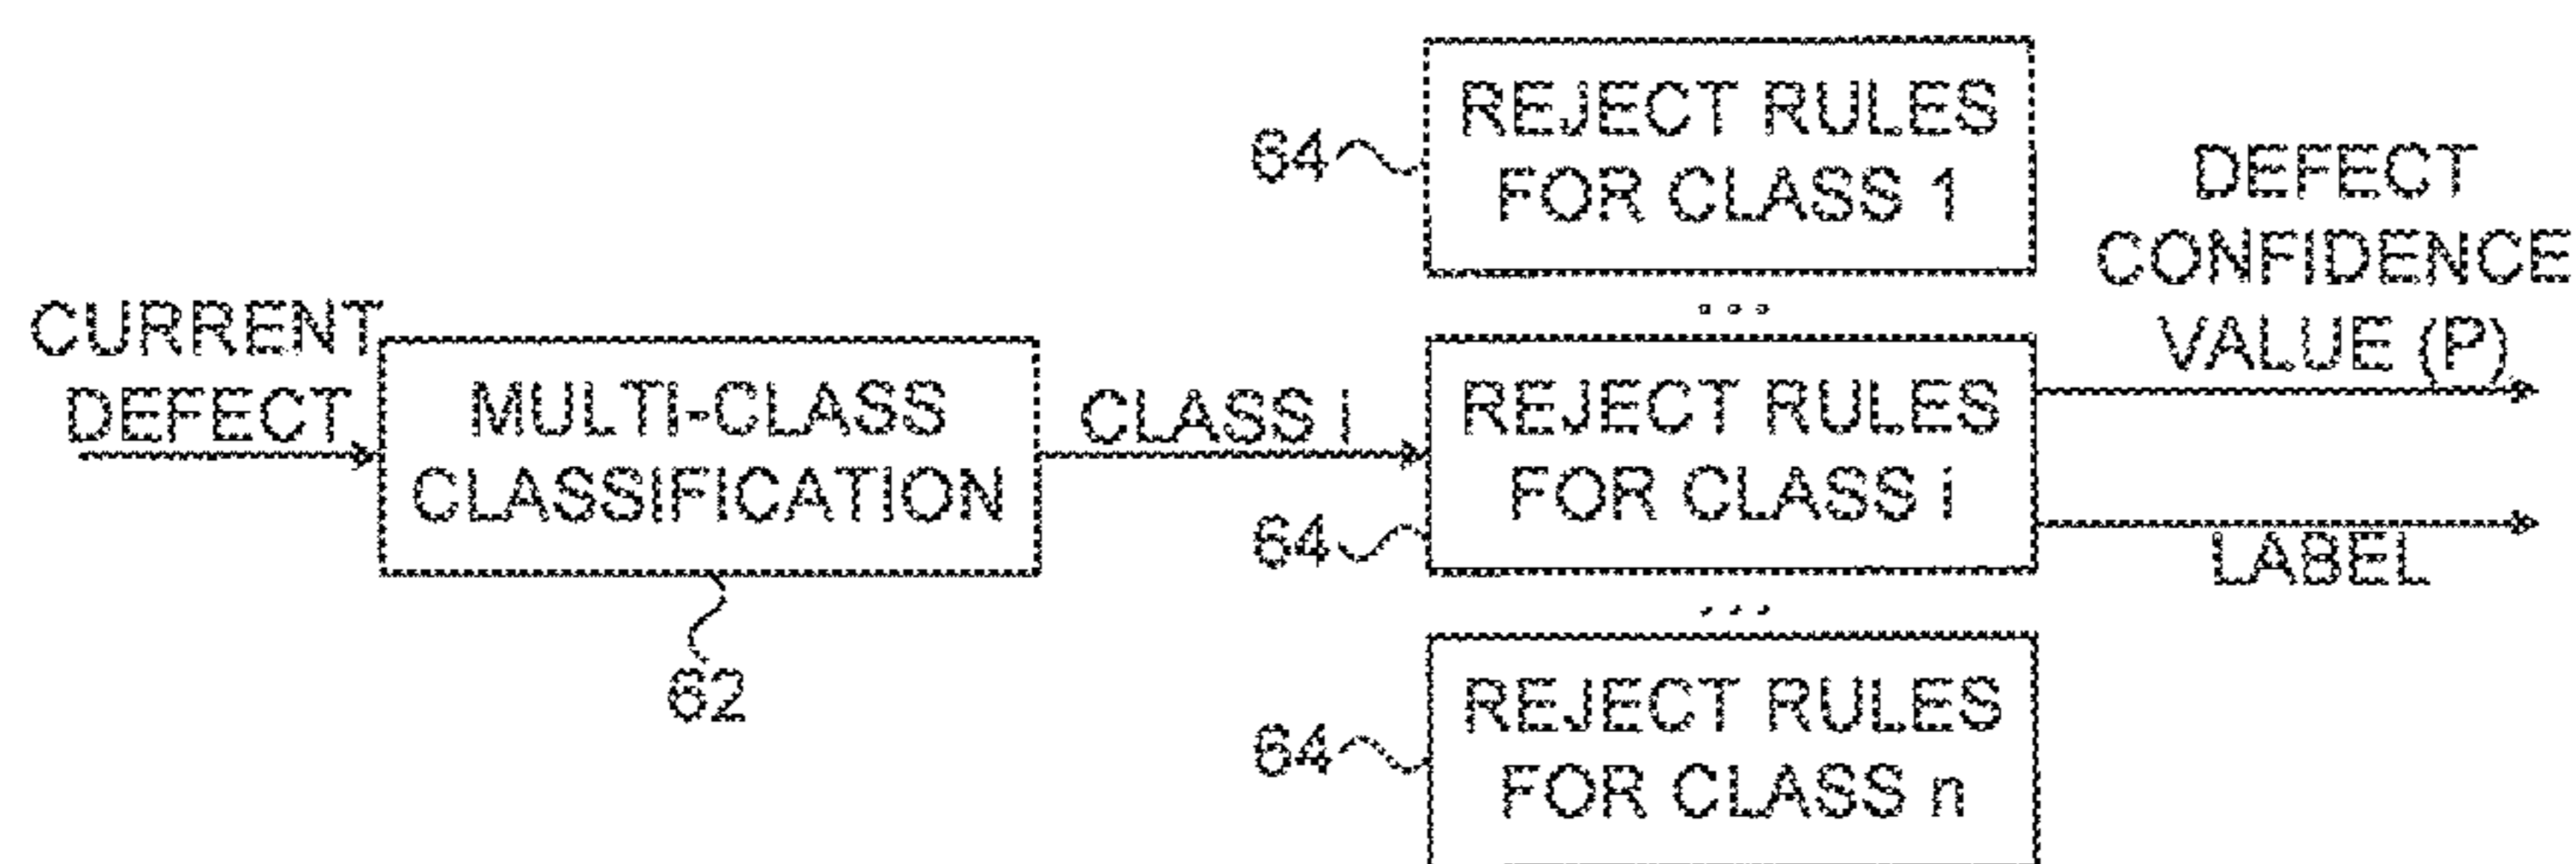 CURRENT
DEFECT
MULTI-CLASS
CLASSIFICATION
62
CLASS i
64
REJECT RULES
FOR CLASS 1
...
64
REJECT RULES
FOR CLASS i
...
64
REJECT RULES
FOR CLASS n
DEFECT
CONFIDENCE
VALUE (P)
LABEL